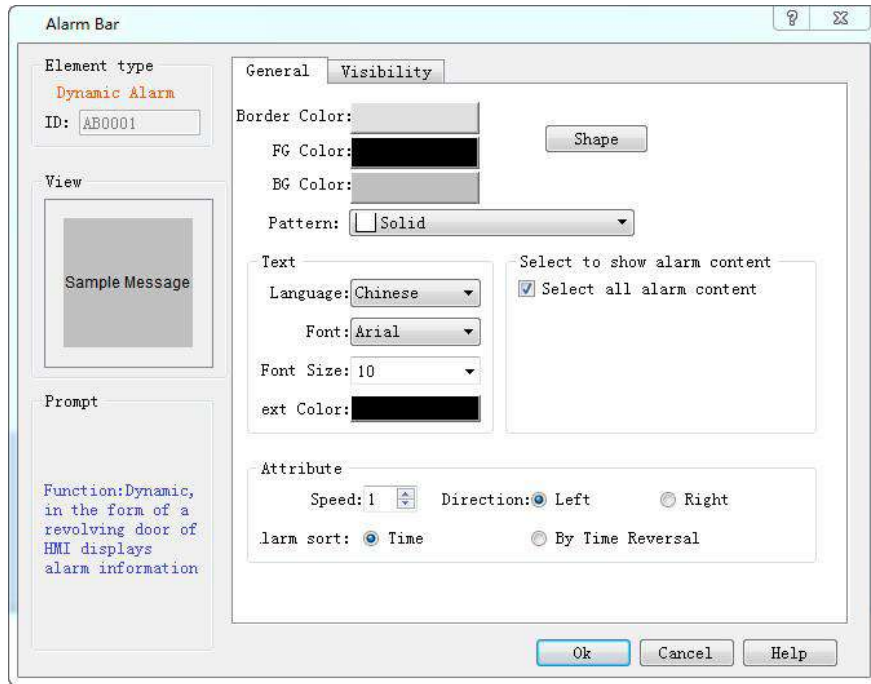 Alarm Bar
Element type
Dynamic Alarm
ID: AB0001
View
Sample Message
Prompt
Function:Dynamic,
in the form of a
revolving door of
HMI displays
alarm information
General Visibility
Border Color:
Shape
FG Color:
BG Color:
Pattern: Solid
Text
Language: Chinese
Font: Arial
Font Size: 10
ext Color:
Select to show alarm content
Select all alarm content
Attribute
Speed: 1 Direction: Left Right
larm sort: Time By Time Reversal
Ok Cancel Help